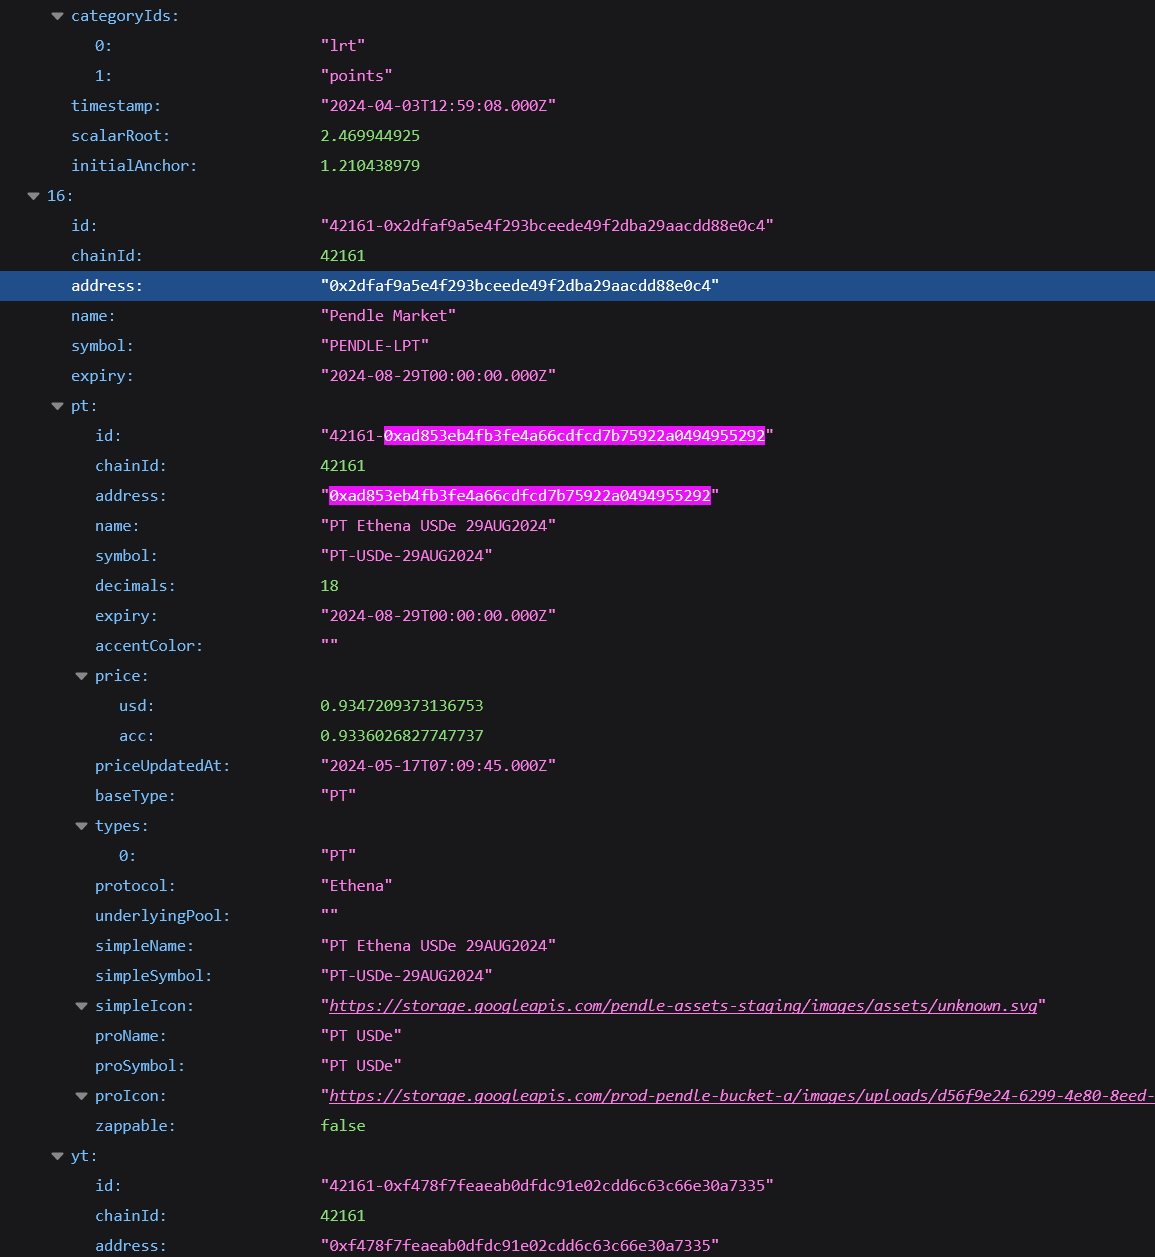 categoryIds:
0: "lrt"
1: "points"
timestamp: "2024-04-03T12:59:08.000Z"
scalarRoot: 2.469944925
initialAnchor: 1.210438979
16:
id: "42161-0x2dfaf9a5e4f293bceede49f2dba29aacdd88e0c4"
chainId: 42161
address: "0x2dfaf9a5e4f293bceede49f2dba29aacdd88e0c4"
name: "Pendle Market"
symbol: "PENDLE-LPT"
expiry: "2024-08-29T00:00:00.000Z"
pt:
id: "42161-0xad853eb4fb3fe4a66cdfcd7b75922a0494955292"
chainId: 42161
address: "0xad853eb4fb3fe4a66cdfcd7b75922a0494955292"
name: "PT Ethena USDe 29AUG2024"
symbol: "PT-USDe-29AUG2024"
decimals: 18
expiry: "2024-08-29T00:00:00.000Z"
accentColor: ""
price:
usd: 0.9347209373136753
acc: 0.9336026827747737
priceUpdatedAt: "2024-05-17T07:09:45.000Z"
baseType: "PT"
types:
0: "PT"
protocol: "Ethena"
underlyingPool: ""
simpleName: "PT Ethena USDe 29AUG2024"
simpleSymbol: "PT-USDe-29AUG2024"
simpleIcon: "https://storage.googleapis.com/pendle-assets-staging/images/assets/unknown.svg"
proName: "PT USDe"
proSymbol: "PT USDe"
proIcon: "https://storage.googleapis.com/prod-pendle-bucket-a/images/uploads/d56f9e24-6299-4e80-8eed-
zappable: false
yt:
id: "42161-0xf478f7feaeab0dfdc91e02cdd6c63c66e30a7335"
chainId: 42161
address: "0xf478f7feaeab0dfdc91e02cdd6c63c66e30a7335"